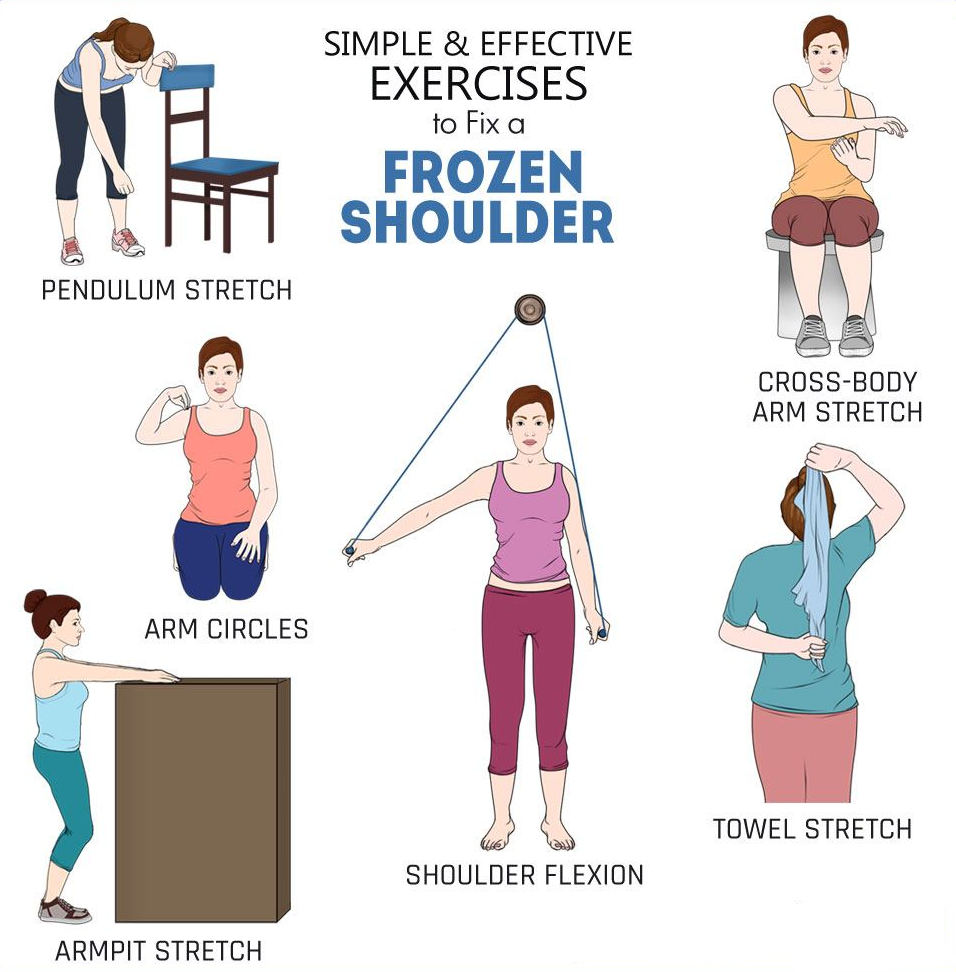 SIMPLE & EFFECTIVE
EXERCISES
to Fix a
FROZEN
SHOULDER
PENDULUM STRETCH
CROSS-BODY
ARM STRETCH
ARM CIRCLES
TOWEL STRETCH
SHOULDER FLEXION
ARMPIT STRETCH